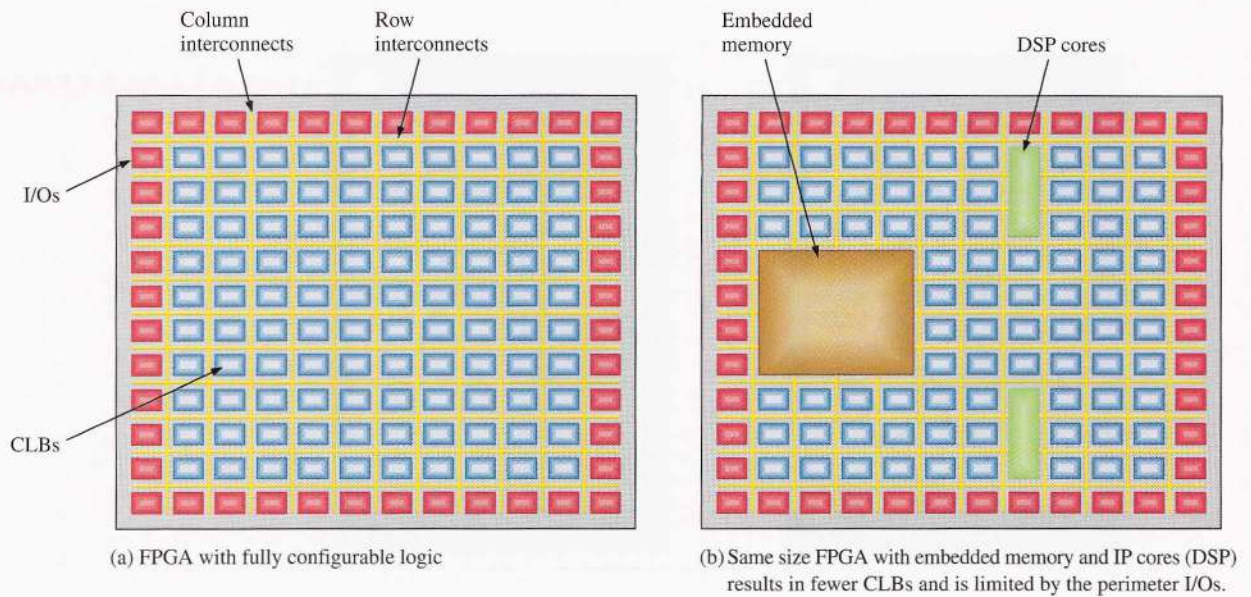 Column
interconnects
Row
interconnects
Embedded
memory
DSP cores
I/Os
CLBs
(a) FPGA with fully configurable logic
(b) Same size FPGA with embedded memory and IP cores (DSP)
results in fewer CLBs and is limited by the perimeter I/Os.